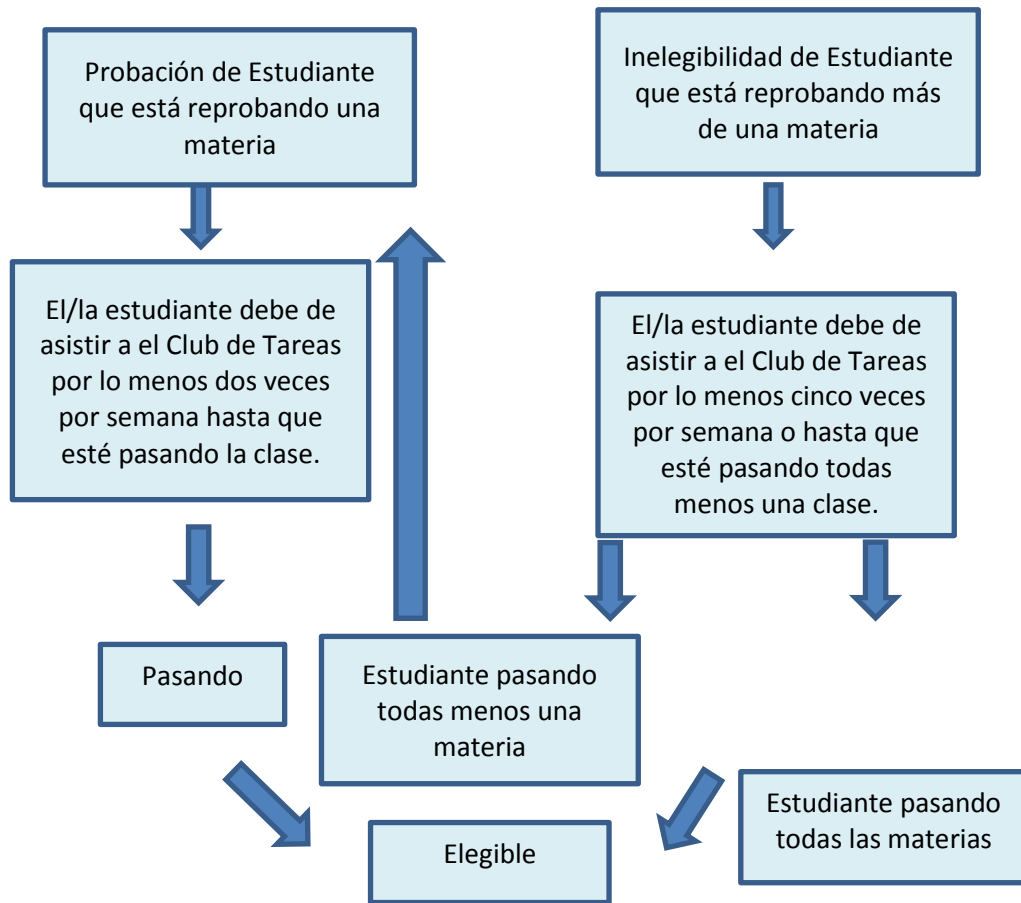 Probación de Estudiante
que está reprobando una
materia
Inelegibilidad de Estudiante
que está reprobando más
de una materia
El/la estudiante debe de
asistir a el Club de Tareas
por lo menos dos veces
por semana hasta que
esté pasando la clase.
El/la estudiante debe de
asistir a el Club de Tareas
por lo menos cinco veces
por semana o hasta que
esté pasando todas
menos una clase.
Pasando
Estudiante pasando
todas menos una
materia
Estudiante pasando
todas las materias
Elegible